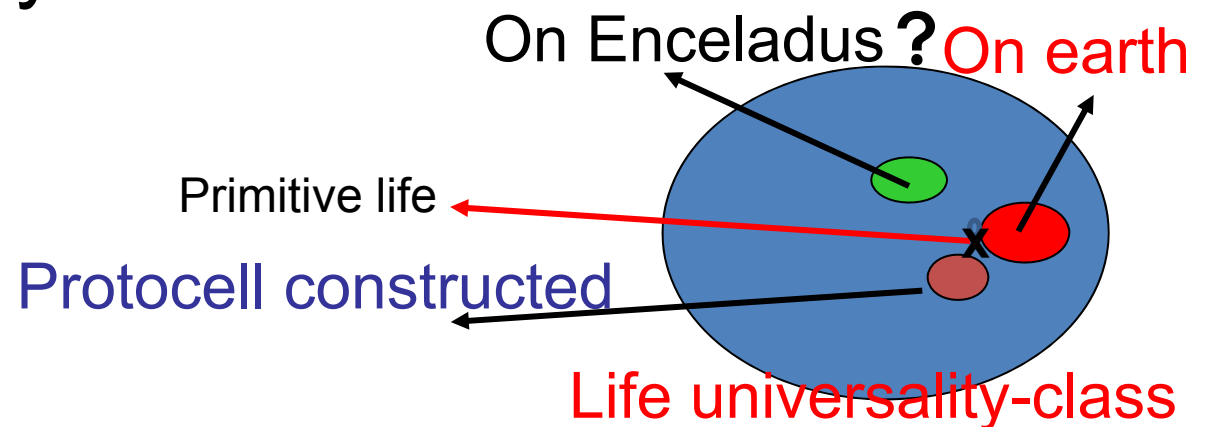 On Enceladus ? On earth
Primitive life
x
Protocell constructed
Life universality-class